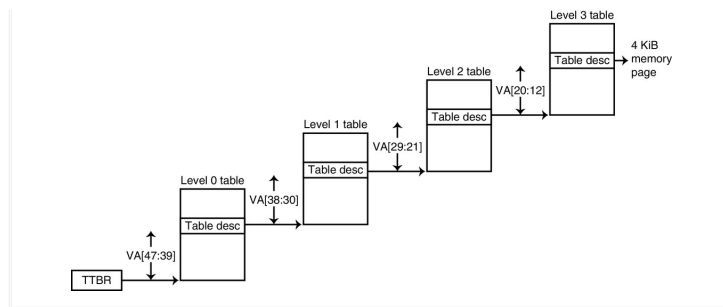 Level 3 table
Table desc
4 KiB
memory
page
Level 2 table
VA[20:12]
Table desc
Level 1 table
VA[29:21]
Table desc
Level 0 table
VA[38:30]
Table desc
VA[47:39]
TTBR